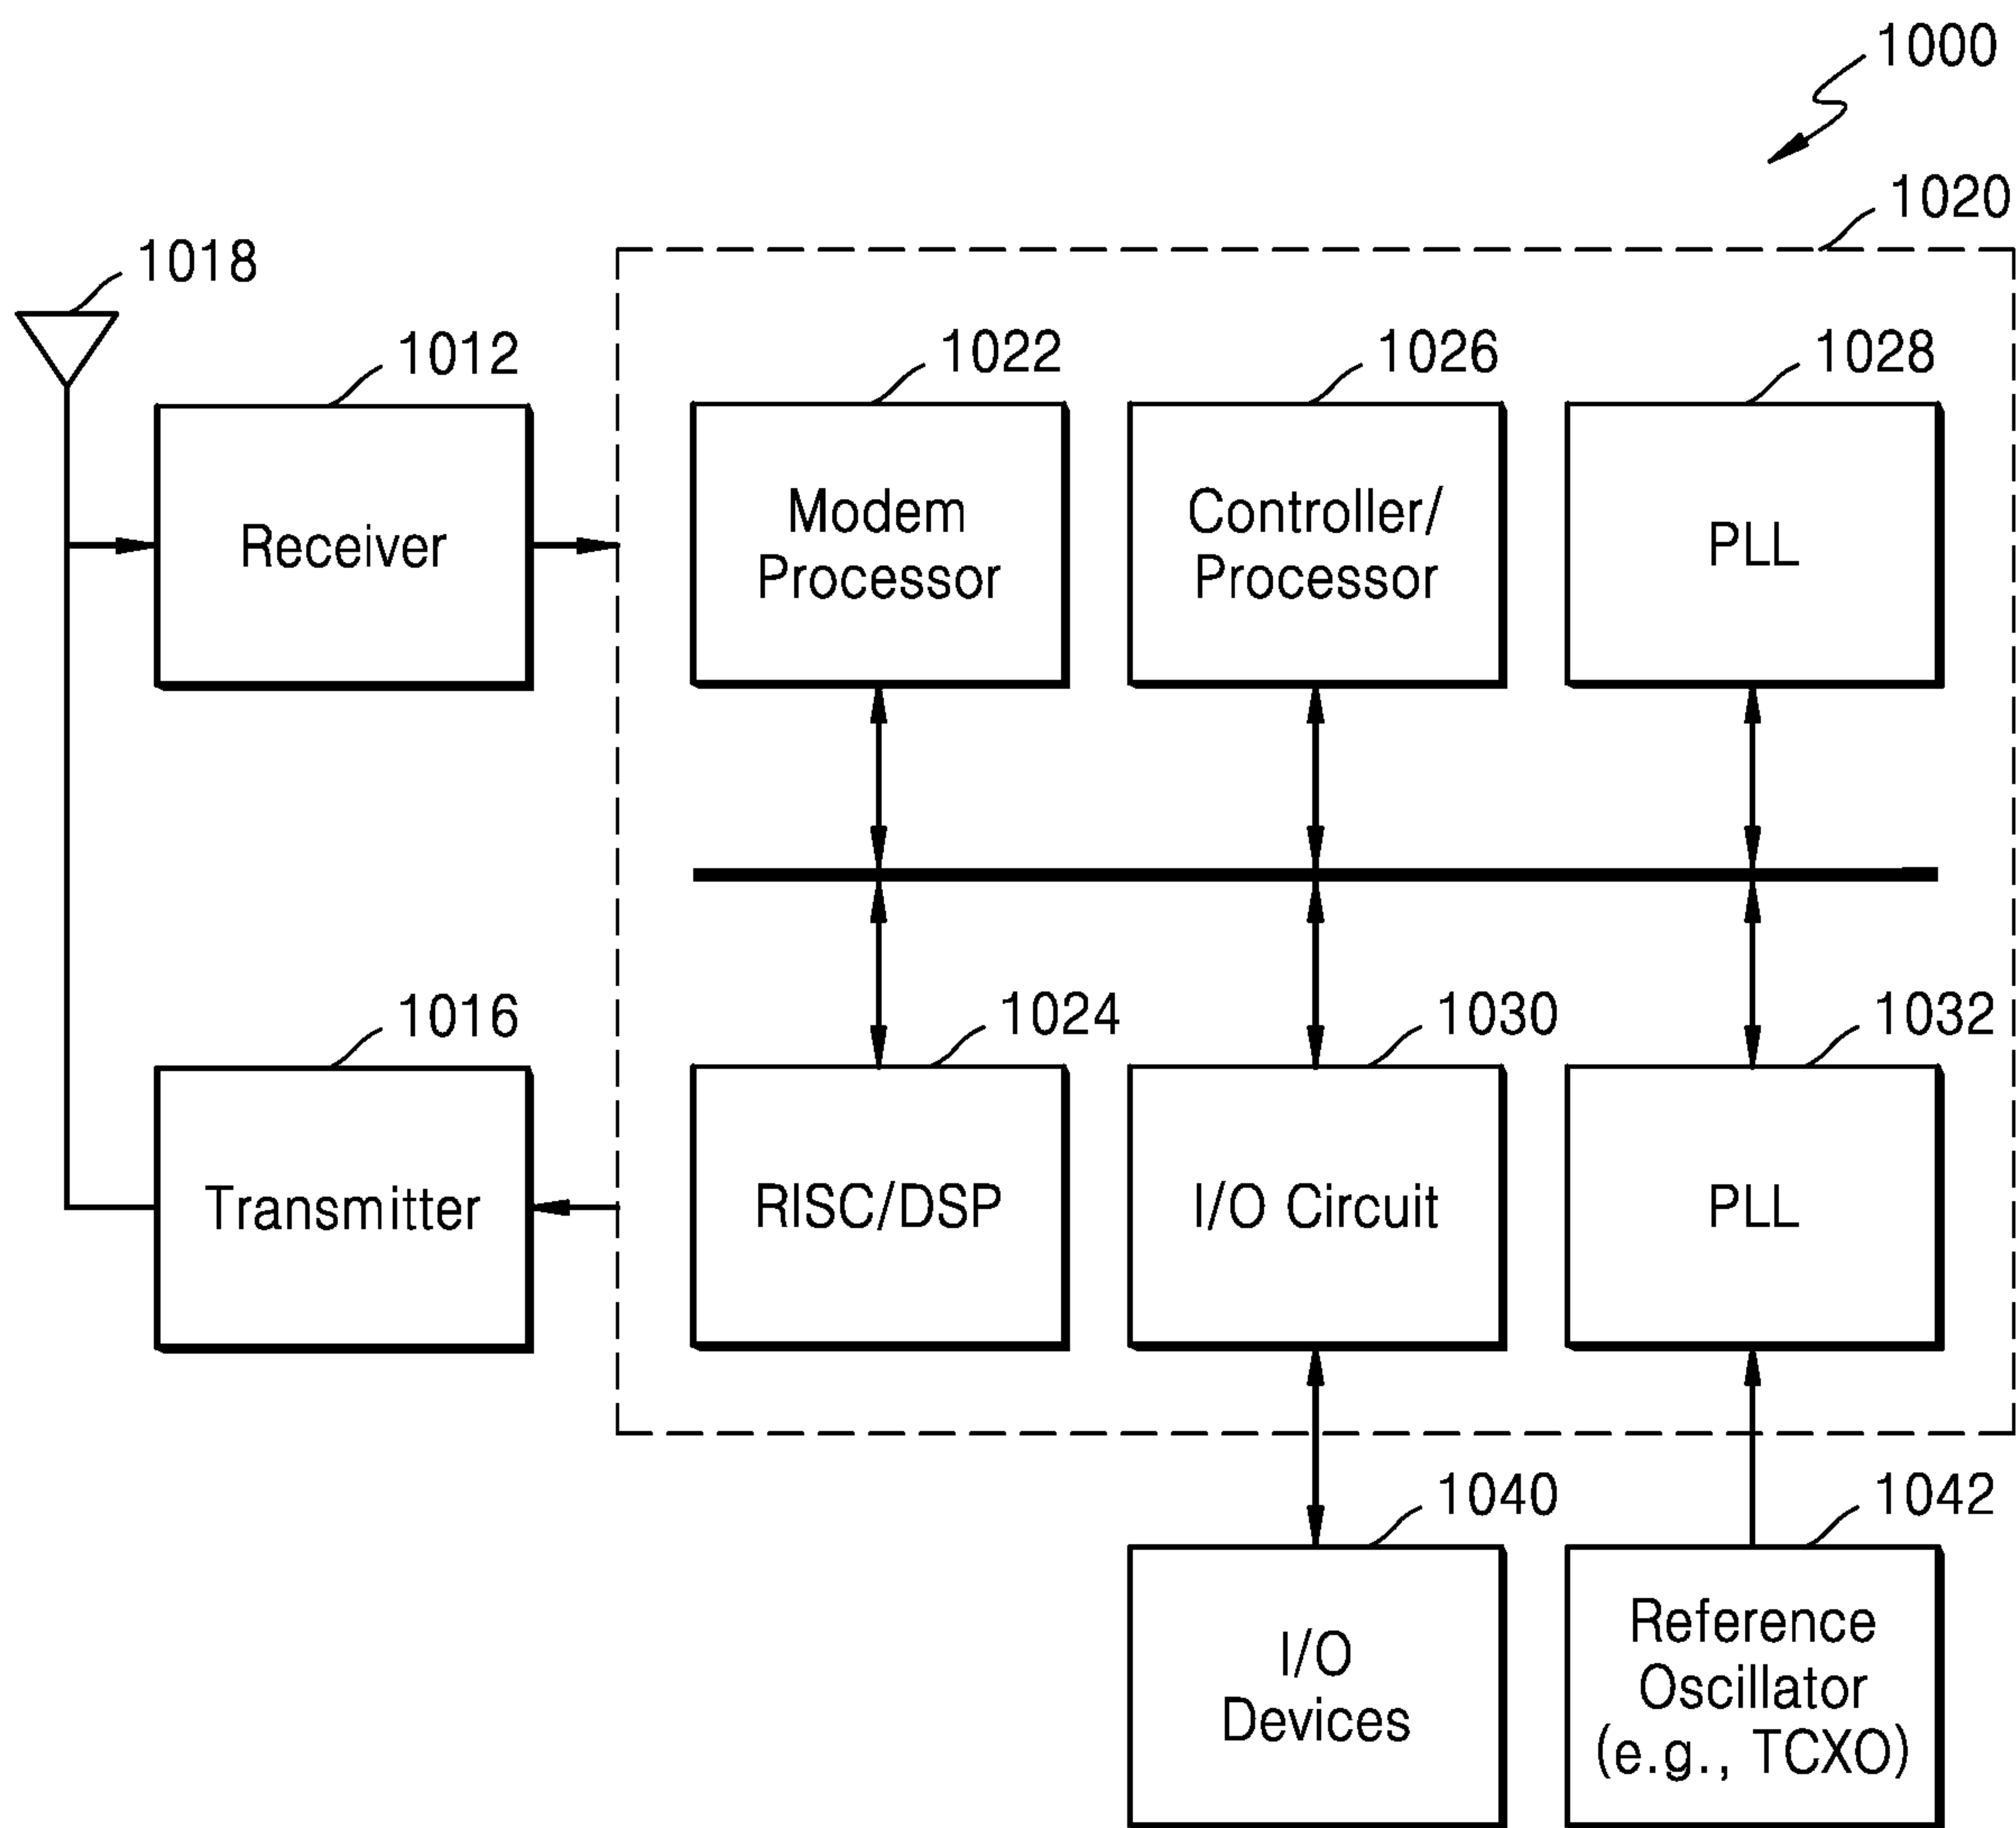 1000
1020
1018
1012
1022
1026
1028
Receiver
Modem
Processor
Controller/
Processor
PLL
1016
1024
1030
1032
Transmitter
RISC/DSP
I/O Circuit
PLL
1040
1042
I/O
Devices
Reference
Oscillator
(e.g., TCXO)